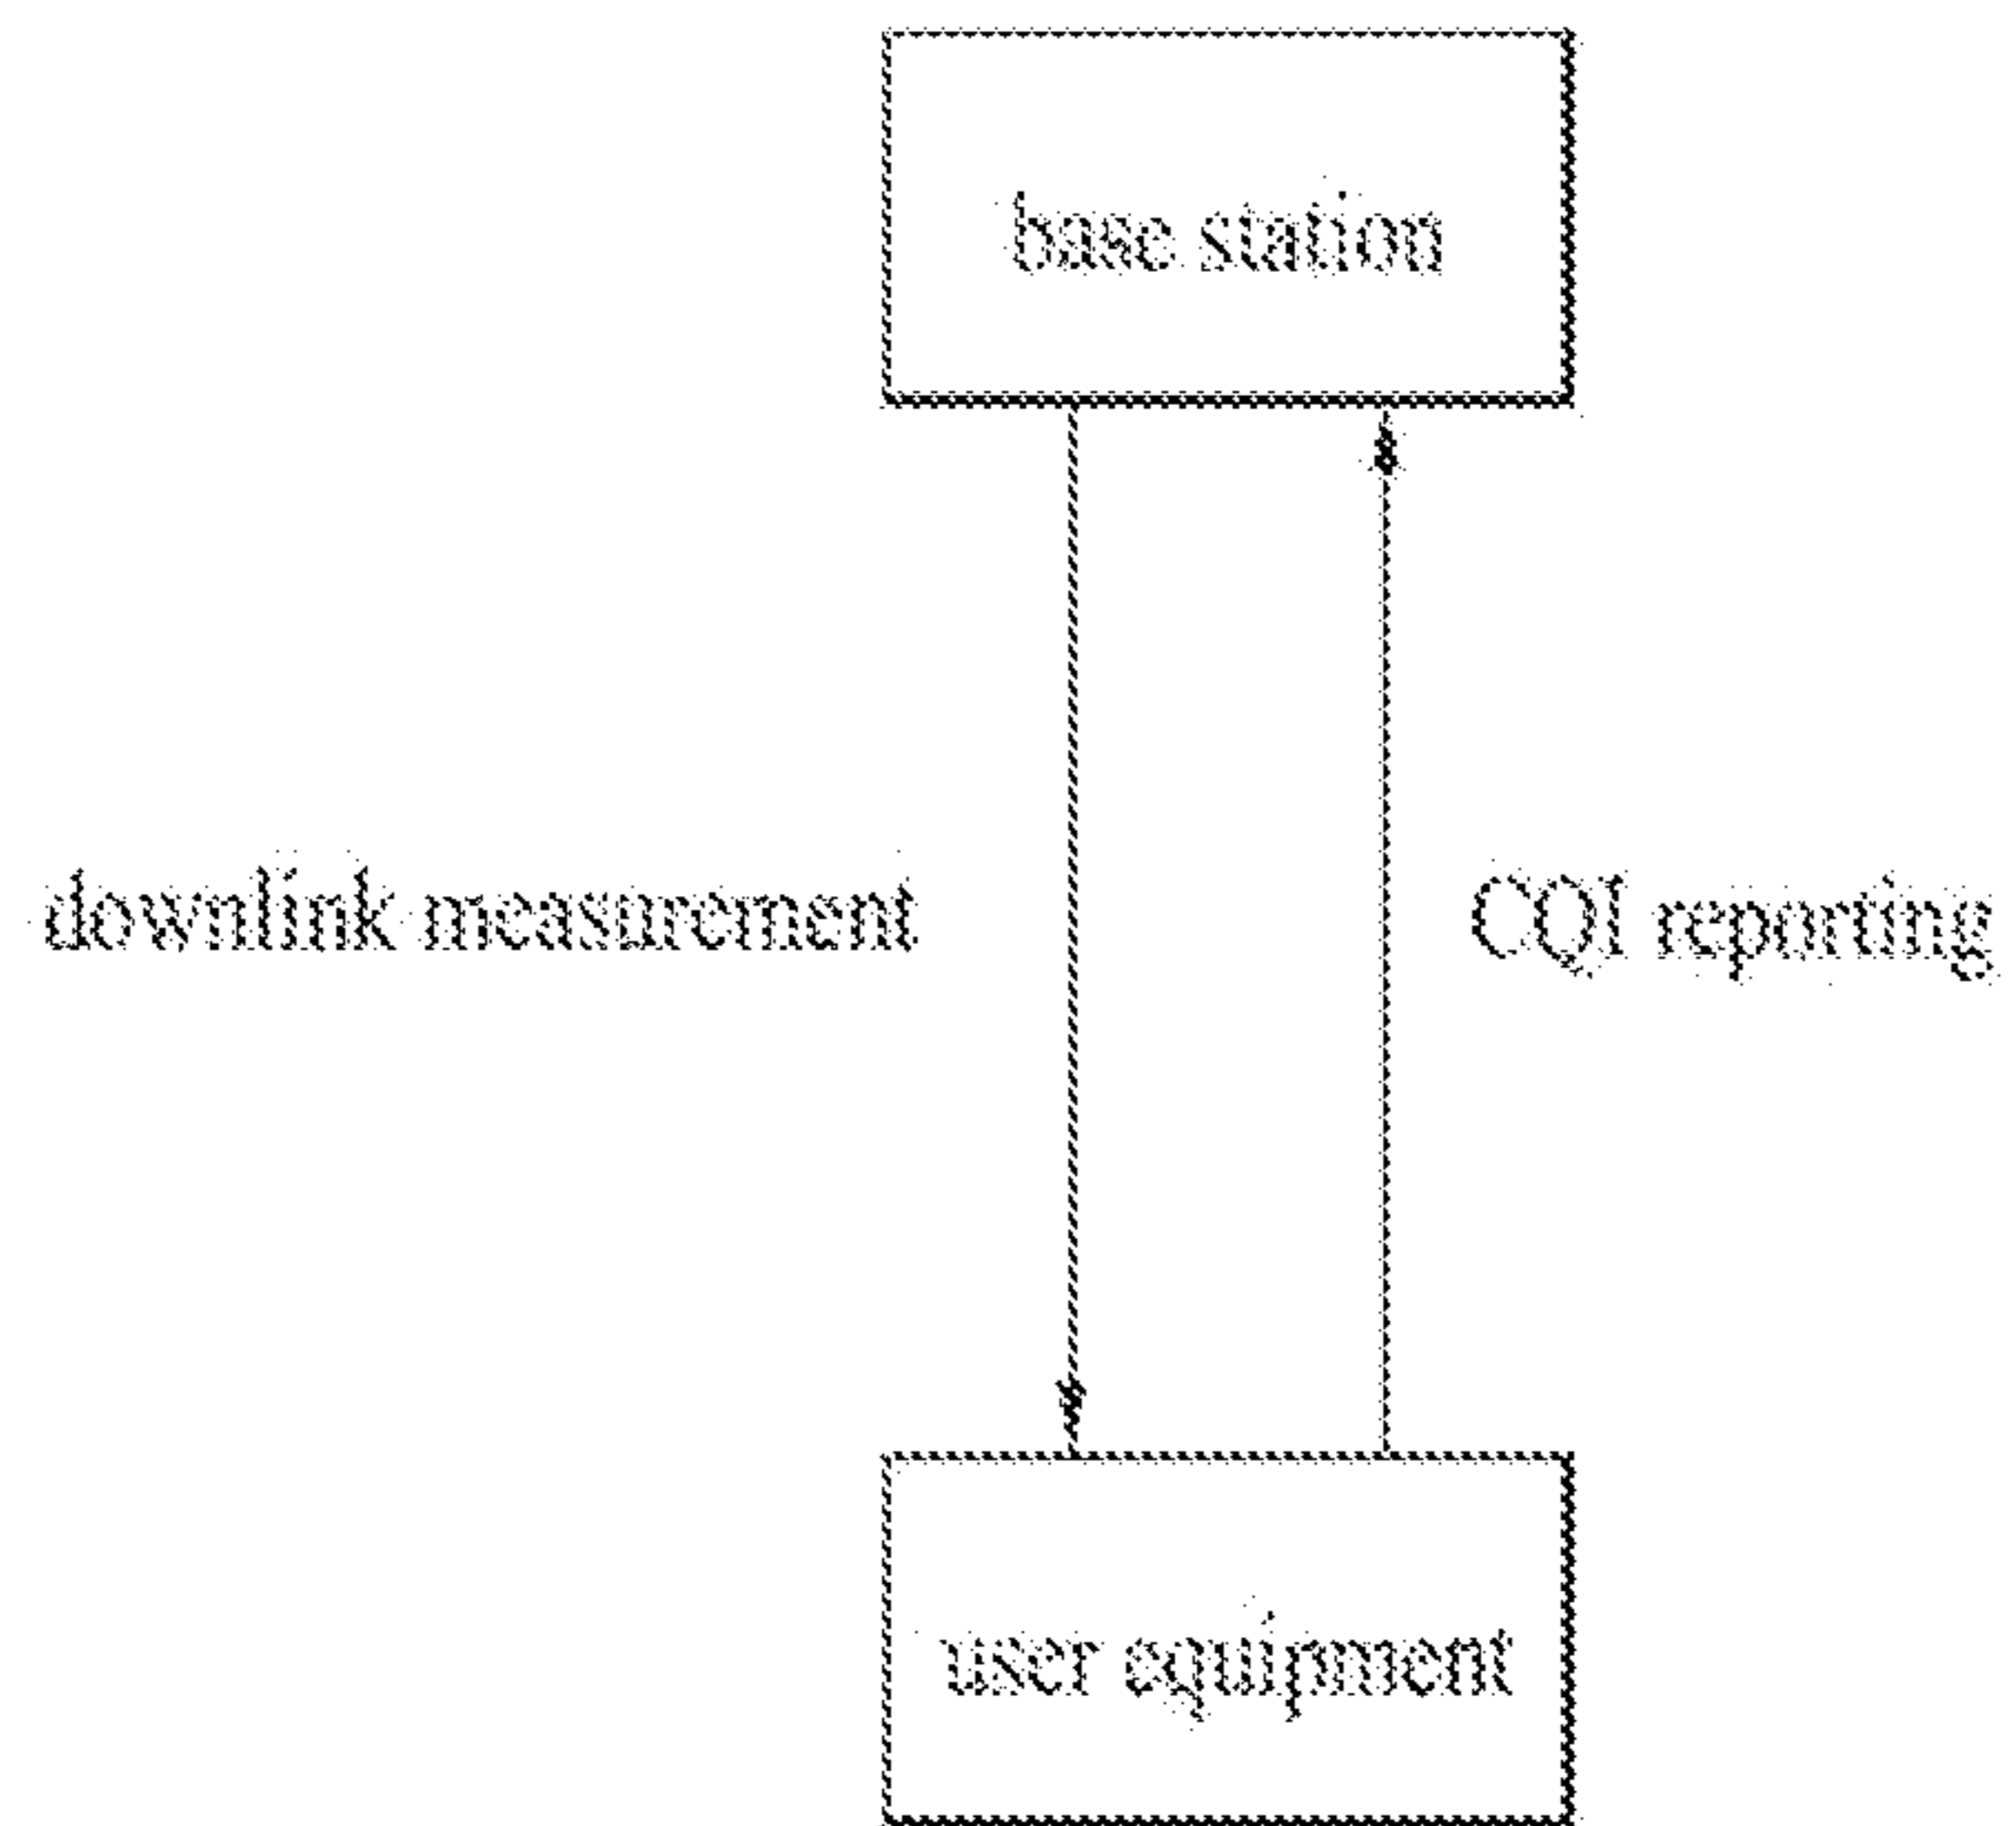 base station
downlink measurement
CQI reporting
user equipment